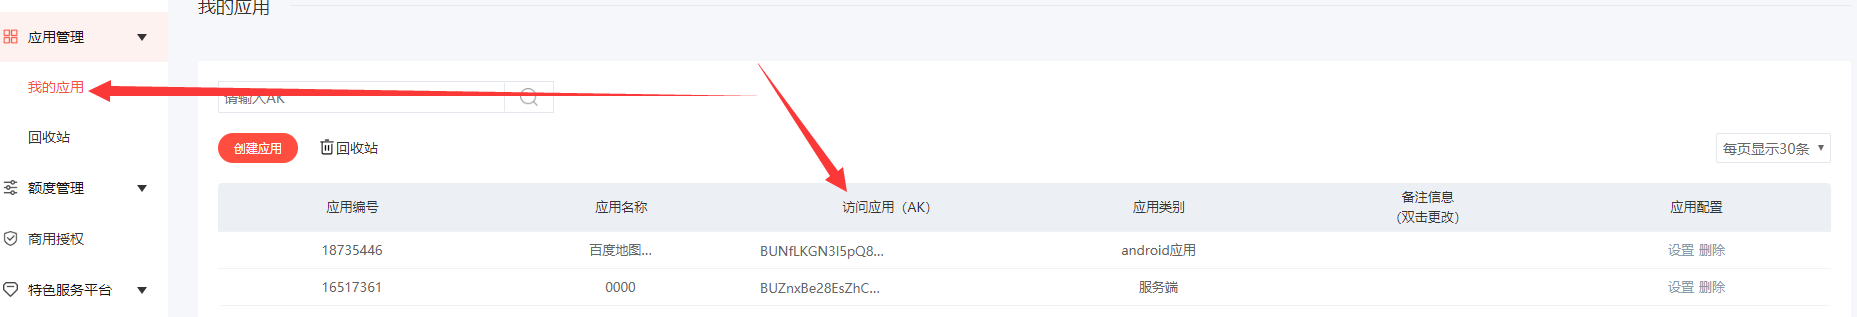 我的应用
应用管理
我的应用
请输入AK
回收站
创建应用
回收站
每页显示30条
额度管理
应用编号 应用名称 访问应用（AK） 应用类别 备注信息 应用配置
（双击更改）
商用授权
18735446 百度地图... BUNfLKGN3I5pQ8... android应用 设置 删除
特色服务平台
16517361 0000 BUZnxBe28EsZhC... 服务端 设置 删除